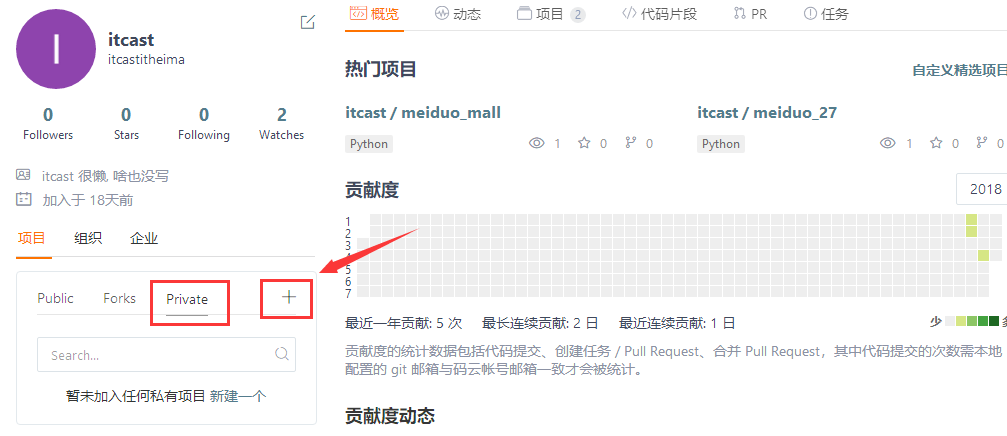 I
itcast
itcastitheima
0 0 0 2
Followers Stars Following Watches
itcast 很懒, 啥也没写
加入于 18天前
项目 组织 企业
Public Forks Private +
Search...
暂未加入任何私有项目 新建一个
概览 动态 项目 2 代码片段 PR 任务
热门项目 自定义精选项目
itcast / meiduo_mall
Python 1 0 0
itcast / meiduo_27
Python 1 0 0
贡献度 2018
1
2
3
5
6
7
最近一年贡献: 5 次 最长连续贡献: 2 日 最近连续贡献: 1 日
少 多
贡献度的统计数据包括代码提交、创建任务 / Pull Request、合并 Pull Request，其中代码提交的次数需本地
配置的 git 邮箱与码云帐号邮箱一致才会被统计。
贡献度动态